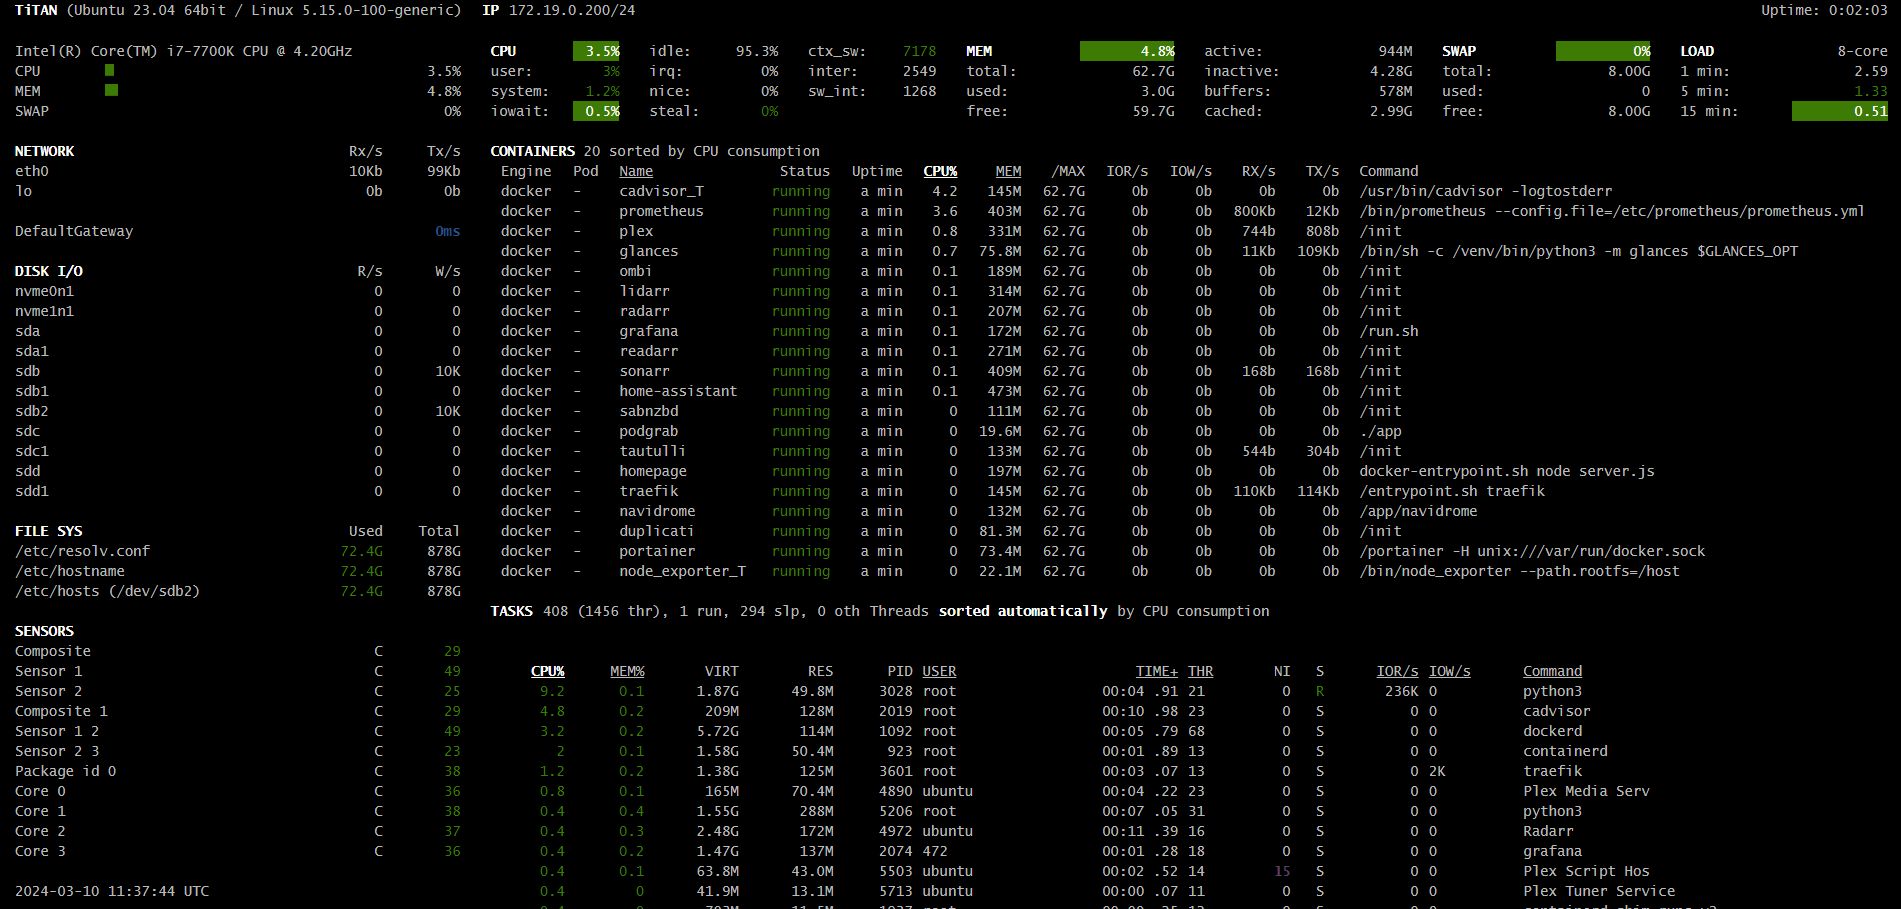 TiTAN (Ubuntu 23.04 64bit / Linux 5.15.0-100-generic) IP 172.19.0.200/24 Uptime: 0:02:03
Intel(R) Core(TM) i7-7700K CPU @ 4.20GHz CPU 3.5% idle: 95.3% ctx_sw: 7178 MEM 4.8% active: 944M SWAP 0% LOAD 8-core
CPU 3.5% user: 3% irq: 0% inter: 2549 total: 62.7G inactive: 4.28G total: 8.00G 1 min: 2.59
MEM 4.8% system: 1.2% nice: 0% sw_int: 1268 used: 3.0G buffers: 578M used: 0 5 min: 1.33
SWAP 0% iowait: 0.5% steal: 0% free: 59.7G cached: 2.99G free: 8.00G 15 min: 0.51
NETWORK Rx/s Tx/s
eth0 10Kb 99Kb
lo 0b 0b
DefaultGateway 0ms
DISK I/O R/s W/s
nvme0n1 0 0
nvme1n1 0 0
sda 0 0
sda1 0 0
sdb 0 10K
sdb1 0 0
sdb2 0 10K
sdc 0 0
sdc1 0 0
sdd 0 0
sdd1 0 0
FILE SYS Used Total
/etc/resolv.conf 72.4G 878G
/etc/hostname 72.4G 878G
/etc/hosts (/dev/sdb2) 72.4G 878G
SENSORS
Composite C 29
Sensor 1 C 49
Sensor 2 C 25
Composite 1 C 29
Sensor 1 2 C 49
Sensor 2 3 C 23
Package id 0 C 38
Core 0 C 36
Core 1 C 38
Core 2 C 37
Core 3 C 36
2024-03-10 11:37:44 UTC
CONTAINERS 20 sorted by CPU consumption
Engine Pod Name Status Uptime CPU% MEM /MAX IOR/s IOW/s RX/s TX/s Command
docker - cadvisor_T running a min 4.2 145M 62.7G 0b 0b 0b 0b /usr/bin/cadvisor -logtostderr
docker - prometheus running a min 3.6 403M 62.7G 0b 0b 800Kb 12Kb /bin/prometheus --config.file=/etc/prometheus/prometheus.yml
docker - plex running a min 0.8 331M 62.7G 0b 0b 744b 808b /init
docker - glances running a min 0.7 75.8M 62.7G 0b 0b 11Kb 109Kb /bin/sh -c /venv/bin/python3 -m glances $GLANCES_OPT
docker - ombi running a min 0.1 189M 62.7G 0b 0b 0b 0b /init
docker - lidarr running a min 0.1 314M 62.7G 0b 0b 0b 0b /init
docker - radarr running a min 0.1 207M 62.7G 0b 0b 0b 0b /init
docker - grafana running a min 0.1 172M 62.7G 0b 0b 0b 0b /run.sh
docker - readarr running a min 0.1 271M 62.7G 0b 0b 0b 0b /init
docker - sonarr running a min 0.1 409M 62.7G 0b 0b 168b 168b /init
docker - home-assistant running a min 0.1 473M 62.7G 0b 0b 0b 0b /init
docker - sabnzbd running a min 0 111M 62.7G 0b 0b 0b 0b /init
docker - podgrab running a min 0 19.6M 62.7G 0b 0b 0b 0b ./app
docker - tautulli running a min 0 133M 62.7G 0b 0b 544b 304b /init
docker - homepage running a min 0 197M 62.7G 0b 0b 0b 0b docker-entrypoint.sh node server.js
docker - traefik running a min 0 145M 62.7G 0b 0b 110Kb 114Kb /entrypoint.sh traefik
docker - navidrome running a min 0 132M 62.7G 0b 0b 0b 0b /app/navidrome
docker - duplicati running a min 0 81.3M 62.7G 0b 0b 0b 0b /init
docker - portainer running a min 0 73.4M 62.7G 0b 0b 0b 0b /portainer -H unix:///var/run/docker.sock
docker - node_exporter_T running a min 0 22.1M 62.7G 0b 0b 0b 0b /bin/node_exporter --path.rootfs=/host
TASKS 408 (1456 thr), 1 run, 294 slp, 0 oth Threads sorted automatically by CPU consumption
CPU% MEM% VIRT RES PID USER TIME+ THR NI S IOR/s IOW/s Command
9.2 0.1 1.87G 49.8M 3028 root 00:04 .91 21 0 R 236K 0 python3
4.8 0.2 209M 128M 2019 root 00:10 .98 23 0 S 0 0 cadvisor
3.2 0.2 5.72G 114M 1092 root 00:05 .79 68 0 S 0 0 dockerd
2 0.1 1.58G 50.4M 923 root 00:01 .89 13 0 S 0 0 containerd
1.2 0.2 1.38G 125M 3601 root 00:03 .07 13 0 S 0 2K traefik
0.8 0.1 165M 70.4M 4890 ubuntu 00:04 .22 23 0 S 0 0 Plex Media Serv
0.4 0.4 1.55G 288M 5206 root 00:07 .05 31 0 S 0 0 python3
0.4 0.3 2.48G 172M 4972 ubuntu 00:11 .39 16 0 S 0 0 Radarr
0.4 0.2 1.47G 137M 2074 472 00:01 .28 18 0 S 0 0 grafana
0.4 0.1 63.8M 43.0M 5503 ubuntu 00:02 .52 14 15 S 0 0 Plex Script Hos
0.4 0 41.9M 13.1M 5713 ubuntu 00:00 .07 11 0 S 0 0 Plex Tuner Service